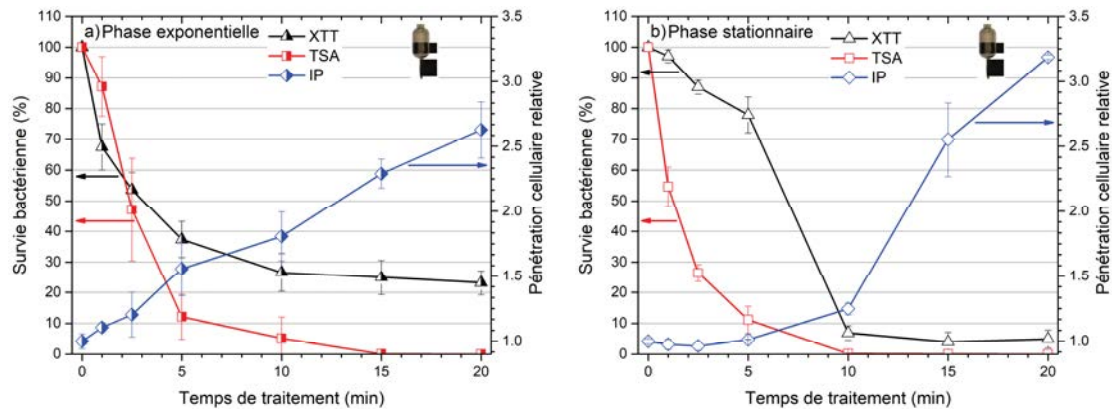 a) Phase exponentielle
XTT
TSA
IP
Survie bactérienne (%)
110
100
90
80
70
60
50
40
30
20
10
0
3.5
3.0
2.5
2.0
1.5
1.0
Pénétration cellulaire relative
0 5 10 15 20
Temps de traitement (min)
b) Phase stationnaire
XTT
TSA
IP
Survie bactérienne (%)
110
100
90
80
70
60
50
40
30
20
10
0
3.5
3.0
2.5
2.0
1.5
1.0
Pénétration cellulaire relative
0 5 10 15 20
Temps de traitement (min)